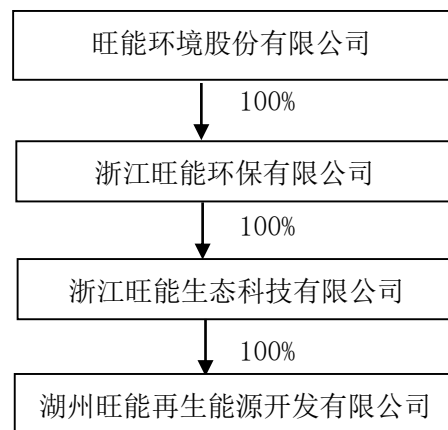 旺能环境股份有限公司
100%
浙江旺能环保有限公司
100%
浙江旺能生态科技有限公司
100%
湖州旺能再生能源开发有限公司